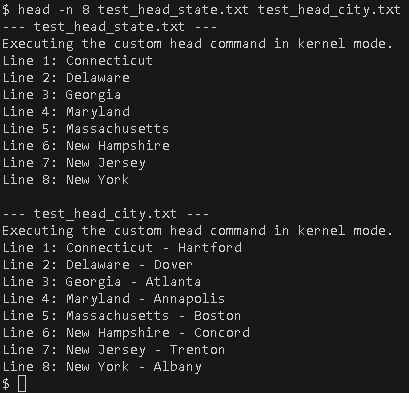 $ head -n 8 test_head_state.txt test_head_city.txt
--- test_head_state.txt ---
Executing the custom head command in kernel mode.
Line 1: Connecticut
Line 2: Delaware
Line 3: Georgia
Line 4: Maryland
Line 5: Massachusetts
Line 6: New Hampshire
Line 7: New Jersey
Line 8: New York

--- test_head_city.txt ---
Executing the custom head command in kernel mode.
Line 1: Connecticut - Hartford
Line 2: Delaware - Dover
Line 3: Georgia - Atlanta
Line 4: Maryland - Annapolis
Line 5: Massachusetts - Boston
Line 6: New Hampshire - Concord
Line 7: New Jersey - Trenton
Line 8: New York - Albany
$